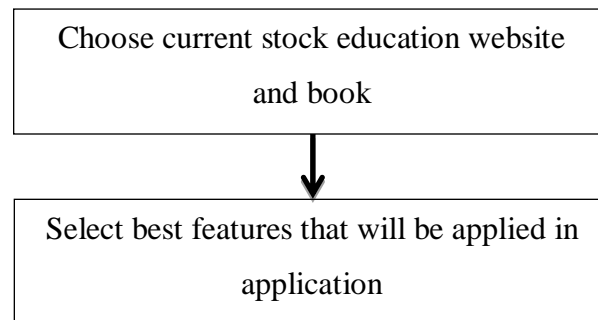 Choose current stock education website
and book
Select best features that will be applied in
application